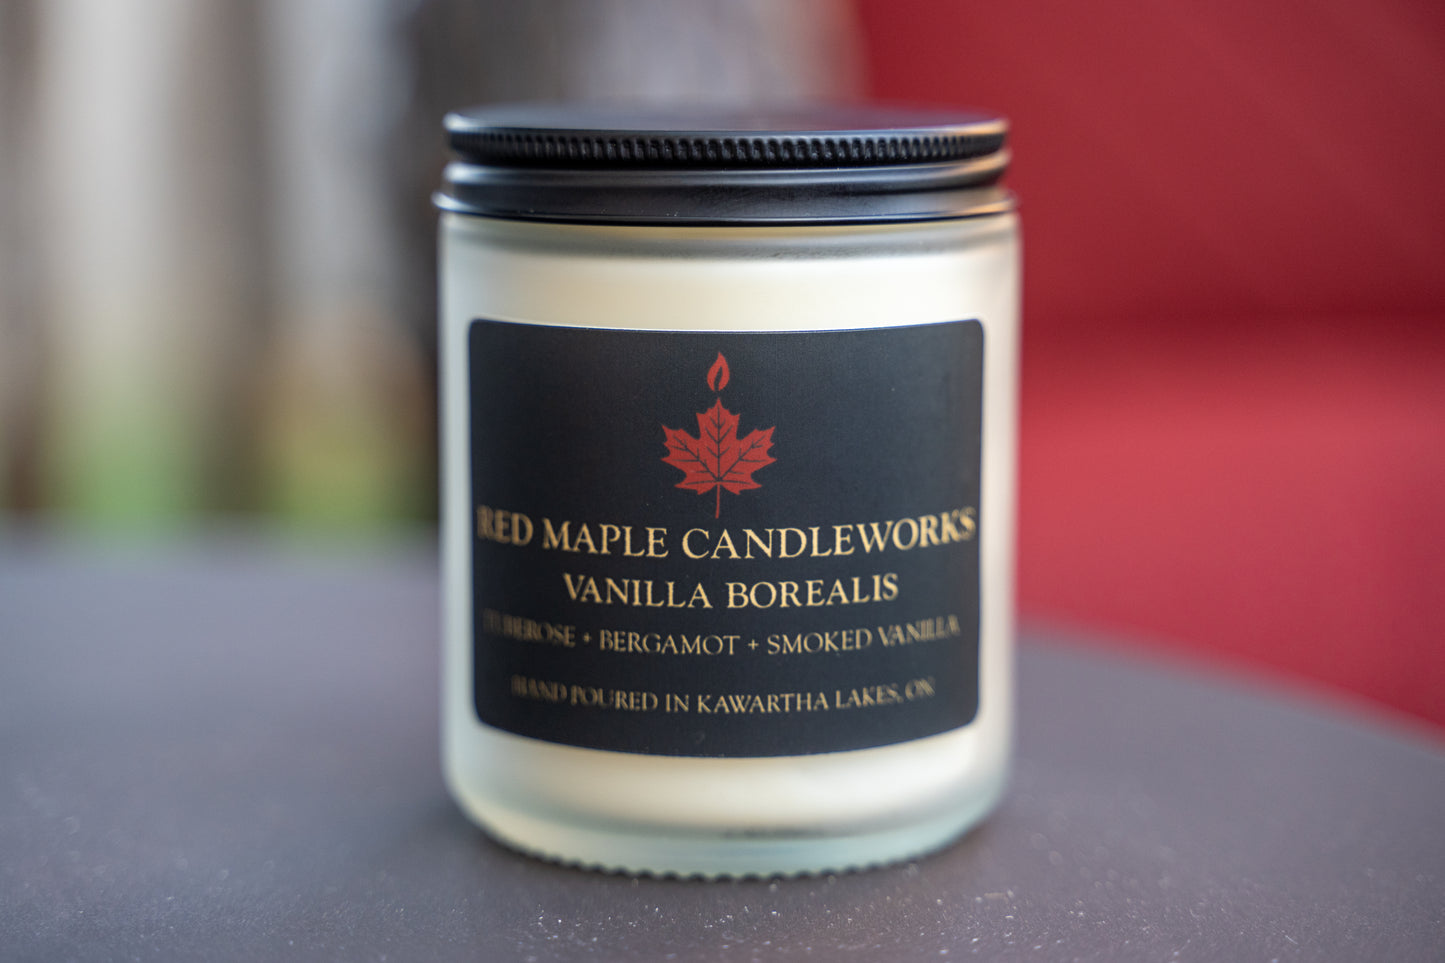 RED MAPLE CANDLEWORKS
VANILLA BOREALIS
TUBEROSE + BERGAMOT + SMOKED VANILLA
HAND POURED IN KAWARTHA LAKES, ON